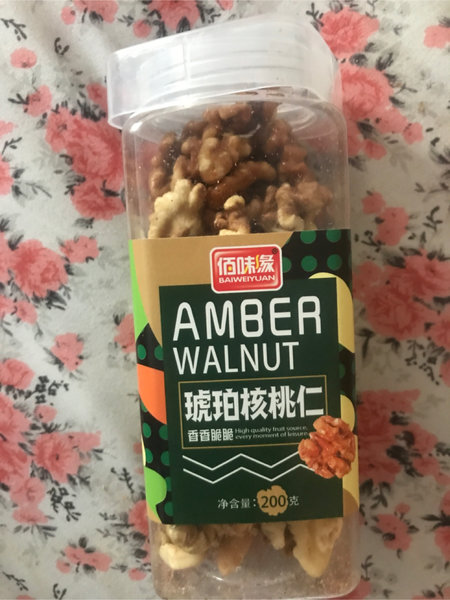 佰味缘®
BAIWEIYUAN
AMBER
WALNUT
琥珀核桃仁
香香脆脆
High quality fruit source,
every moment of leisure
净含量：200克